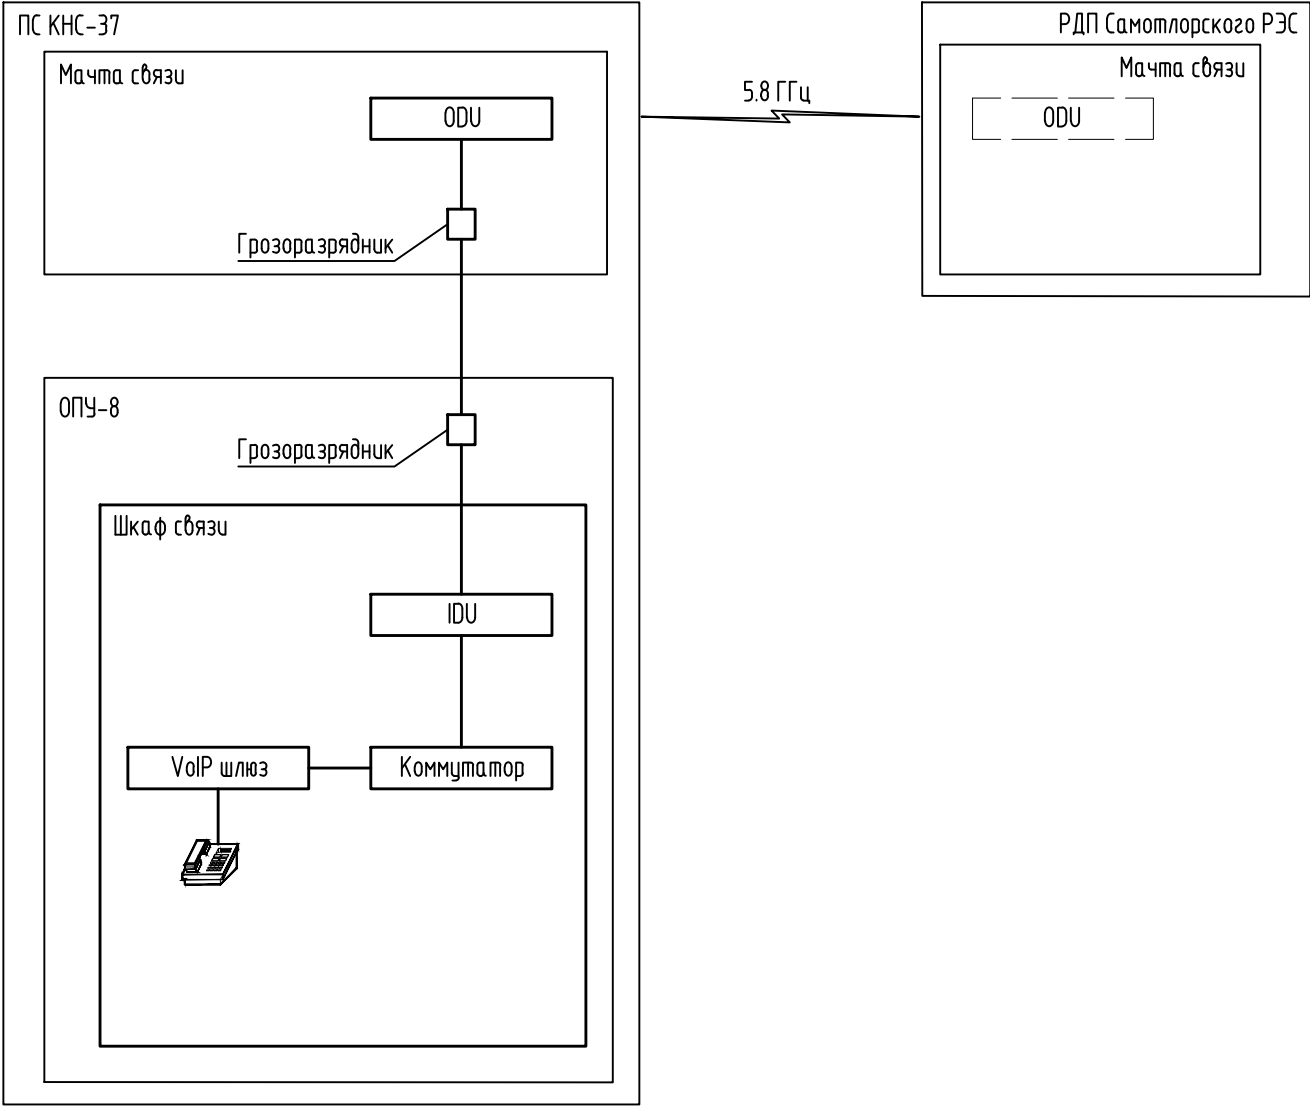 ПС КНС-37
РДП Самотлорского РЭС
Мачта связи
Мачта связи
5.8 ГГц
ODU
ODU
Грозоразрядник
ОПУ-8
Грозоразрядник
Шкаф связи
IDU
VoIP шлюз
Коммутатор